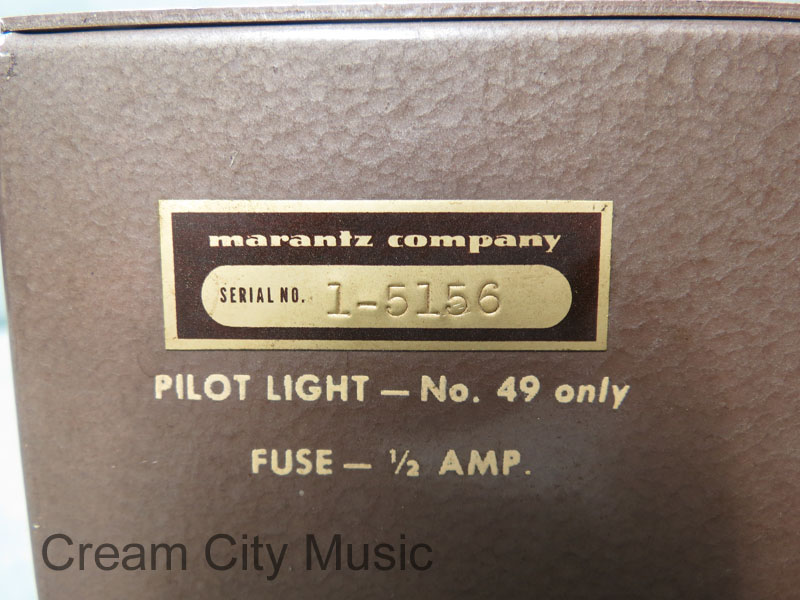 marantz company
SERIAL NO. 1-5156
PILOT LIGHT — No. 49 only
FUSE — ½ AMP.
Cream City Music